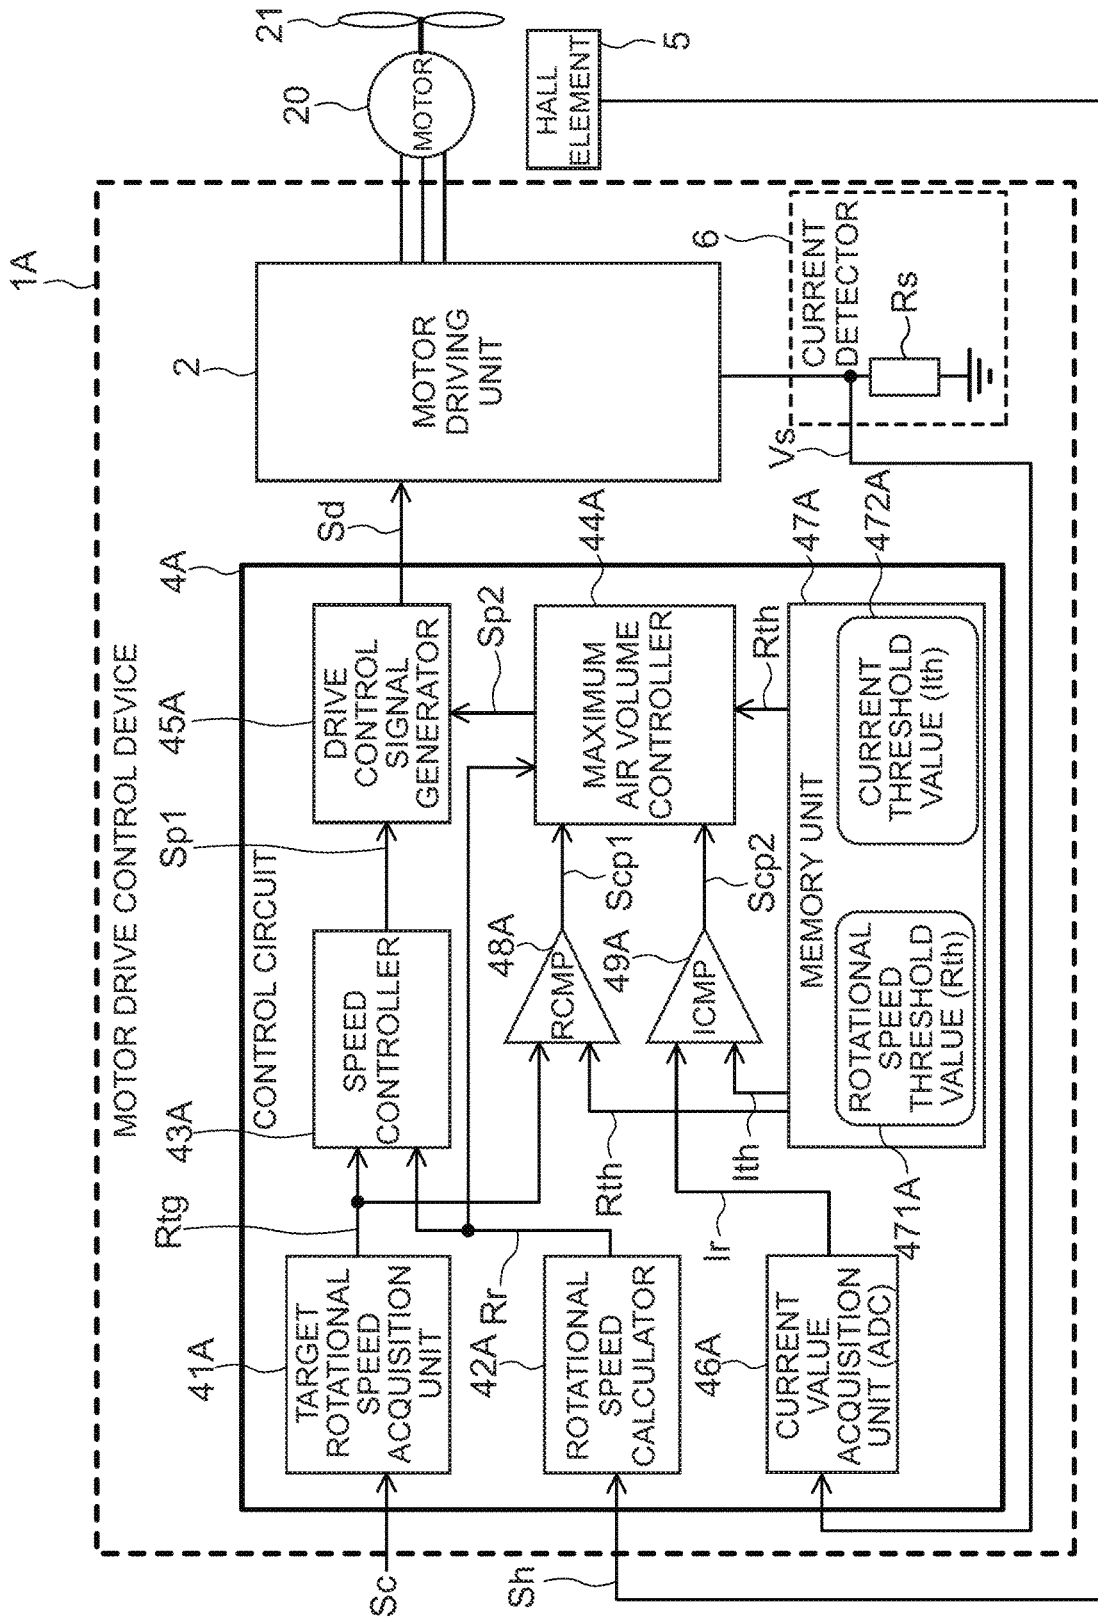 1A
MOTOR DRIVE CONTROL DEVICE
4A
CONTROL CIRCUIT
41A
TARGET
ROTATIONAL
SPEED
ACQUISITION
UNIT
Rtg
43A
SPEED
CONTROLLER
Sp1
45A
DRIVE
CONTROL
SIGNAL
GENERATOR
Sd
2
MOTOR
DRIVING
UNIT
20
MOTOR
21
HALL
ELEMENT
5
Sc
Sh
42A
ROTATIONAL
SPEED
CALCULATOR
Rr
48A
RCMP
Scp1
Sp2
44A
MAXIMUM
AIR VOLUME
CONTROLLER
49A
ICMP
Scp2
Rth
Rth
Ith
Ir
46A
CURRENT
VALUE
ACQUISITION
UNIT (ADC)
47A
MEMORY UNIT
471A
ROTATIONAL
SPEED
THRESHOLD
VALUE (Rth)
472A
CURRENT
THRESHOLD
VALUE (Ith)
Vs
6
CURRENT
DETECTOR
Rs